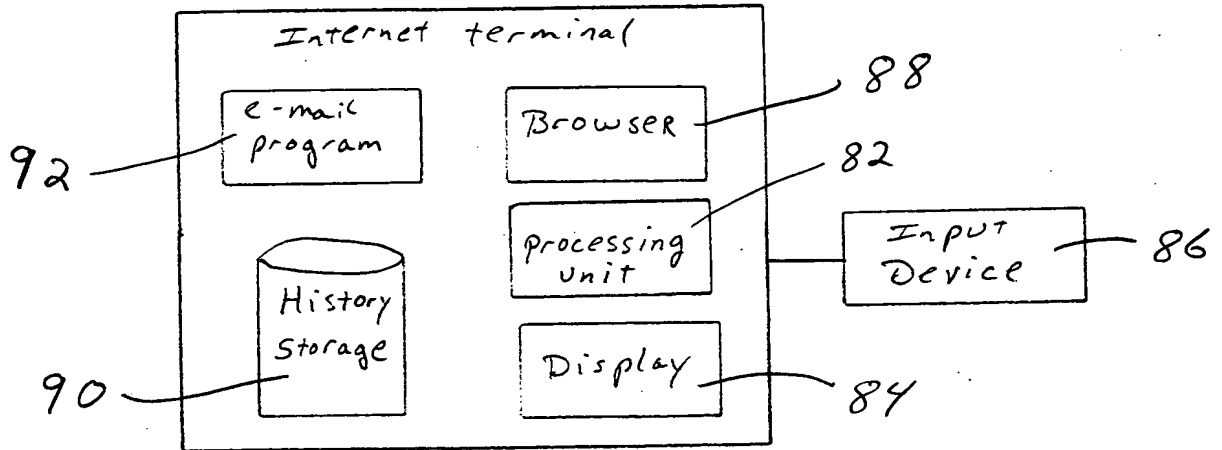 Internet terminal
e-mail
program
92
Browser
88
processing
unit
82
Input
Device
86
History
Storage
90
Display
84